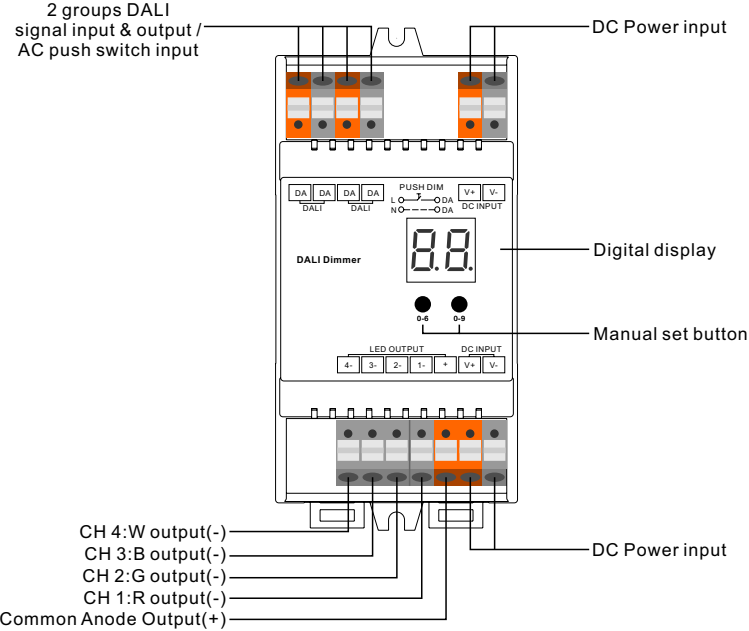 2 groups DALI
signal input & output /
AC push switch input
DC Power input
DA DA DA DA
DALI DALI
PUSH DIM
L DA
N DA
V+ V-
DC INPUT
DALI Dimmer
8.8.
Digital display
0-6 0-9
Manual set button
LED OUTPUT DC INPUT
4- 3- 2- 1- + V+ V-
CH 4:W output(-)
CH 3:B output(-)
CH 2:G output(-)
CH 1:R output(-)
Common Anode Output(+)
DC Power input